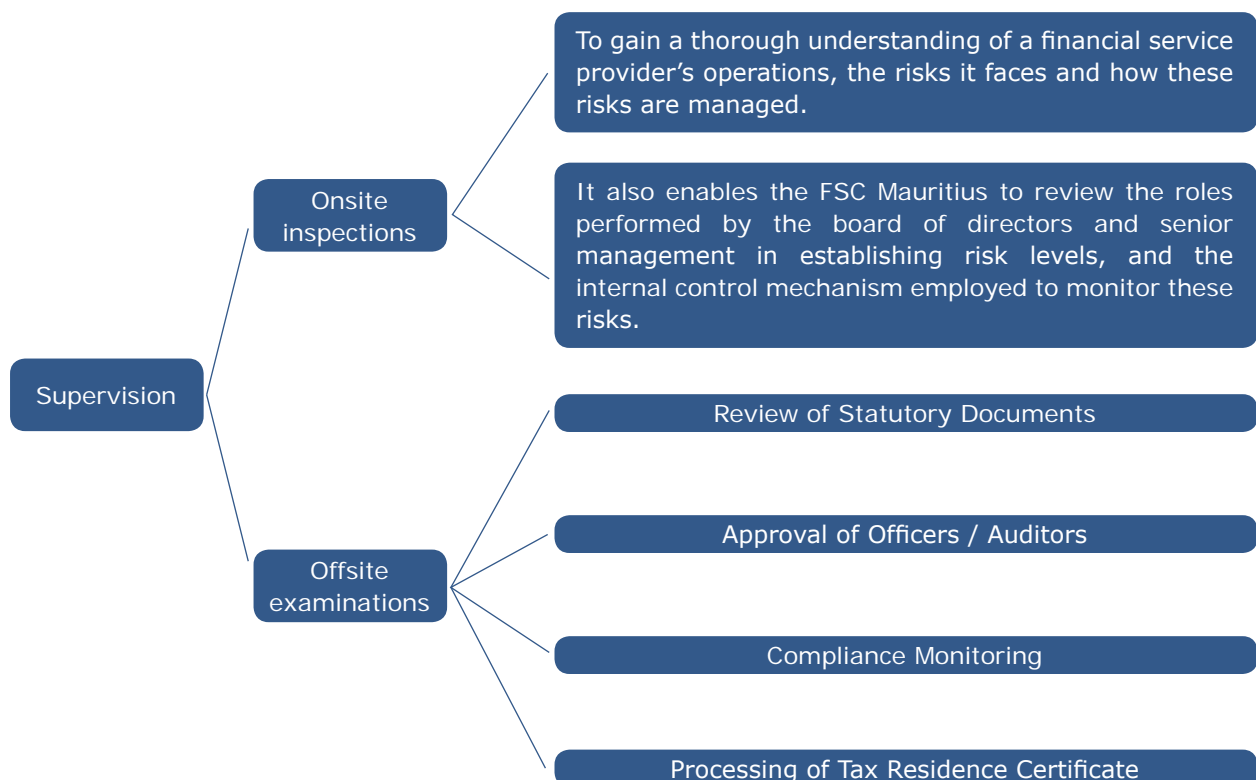 To gain a thorough understanding of a financial service
provider's operations, the risks it faces and how these
risks are managed.
Onsite
inspections
It also enables the FSC Mauritius to review the roles
performed by the board of directors and senior
management in establishing risk levels, and the
internal control mechanism employed to monitor these
risks.
Supervision
Review of Statutory Documents
Approval of Officers / Auditors
Offsite
examinations
Compliance Monitoring
Processing of Tax Residence Certificate